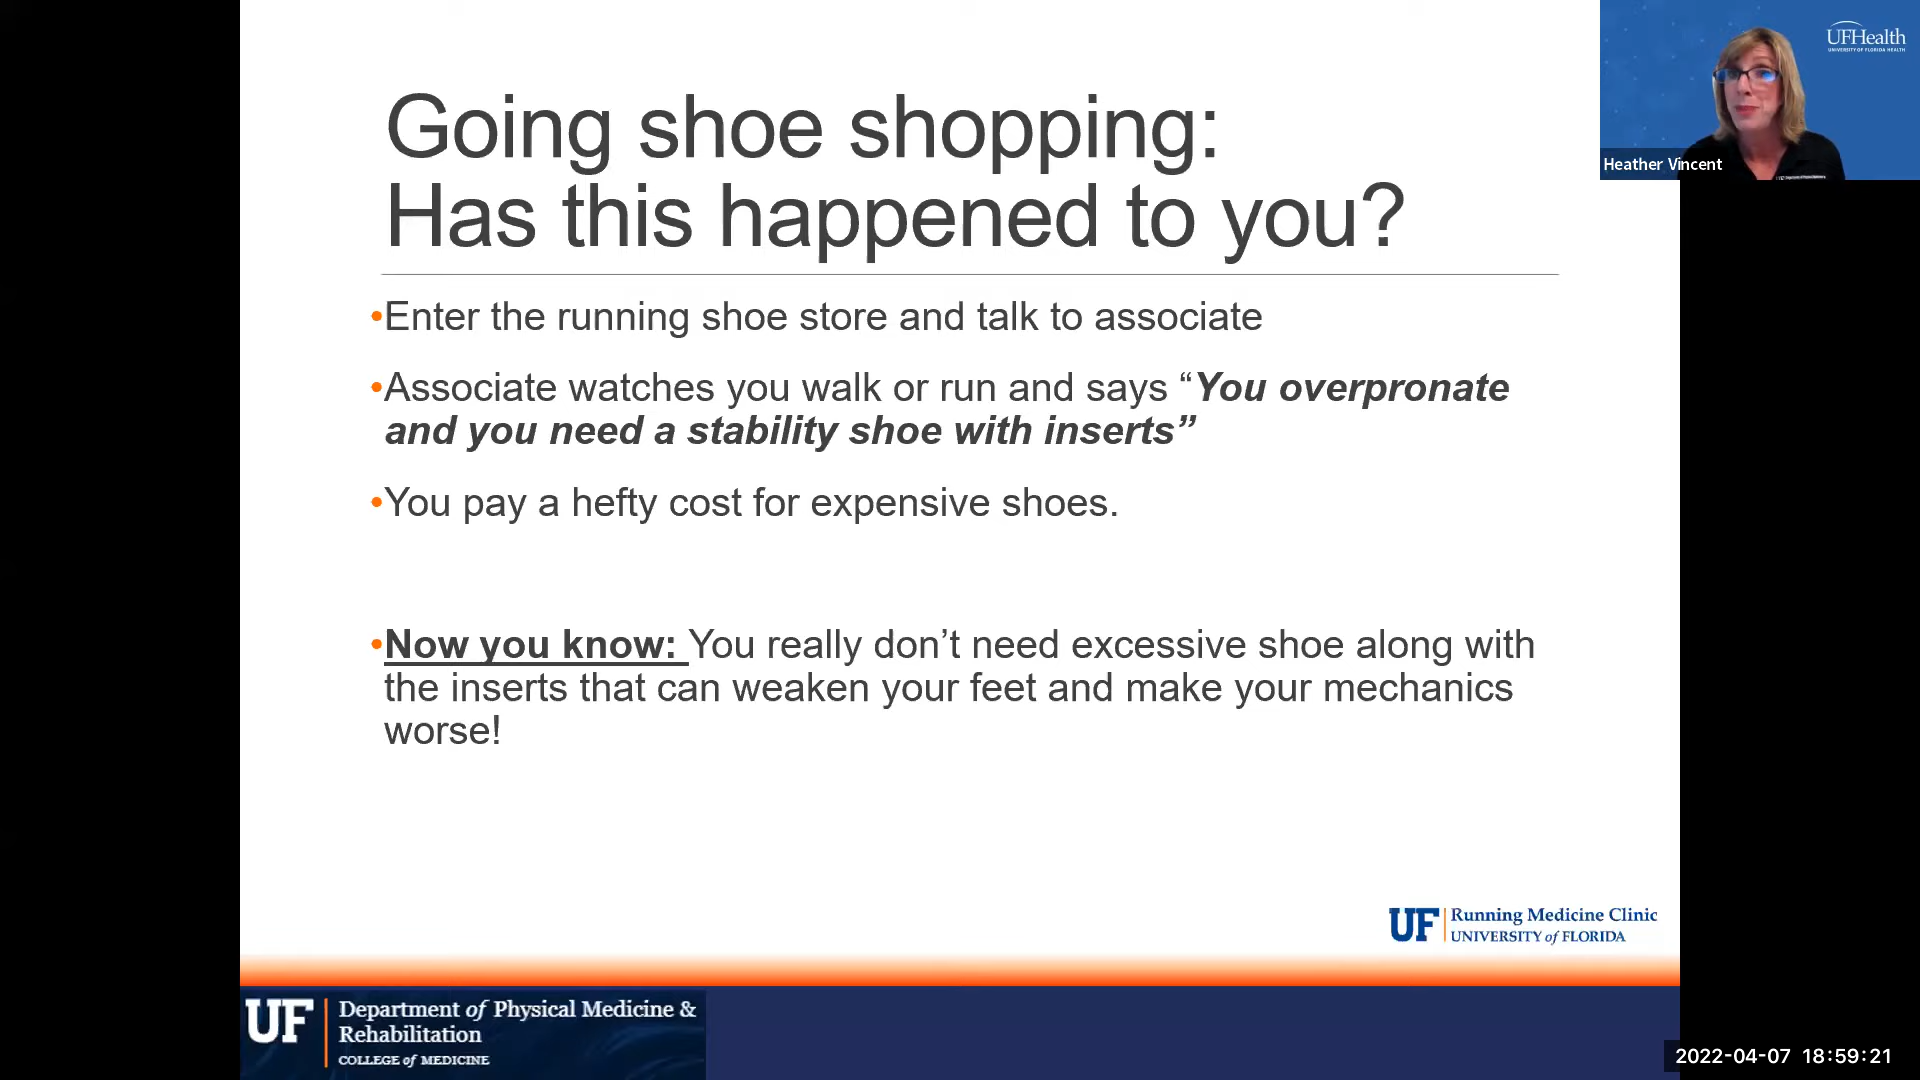 Going shoe shopping:
Has this happened to you?
•Enter the running shoe store and talk to associate
•Associate watches you walk or run and says “You overpronate
and you need a stability shoe with inserts”
•You pay a hefty cost for expensive shoes.
•Now you know: You really don’t need excessive shoe along with
the inserts that can weaken your feet and make your mechanics
worse!
UF Running Medicine Clinic
UNIVERSITY of FLORIDA
UF Department of Physical Medicine &
Rehabilitation
COLLEGE of MEDICINE
UFHealth
UNIVERSITY OF FLORIDA HEALTH
Heather Vincent
2022-04-07 18:59:21